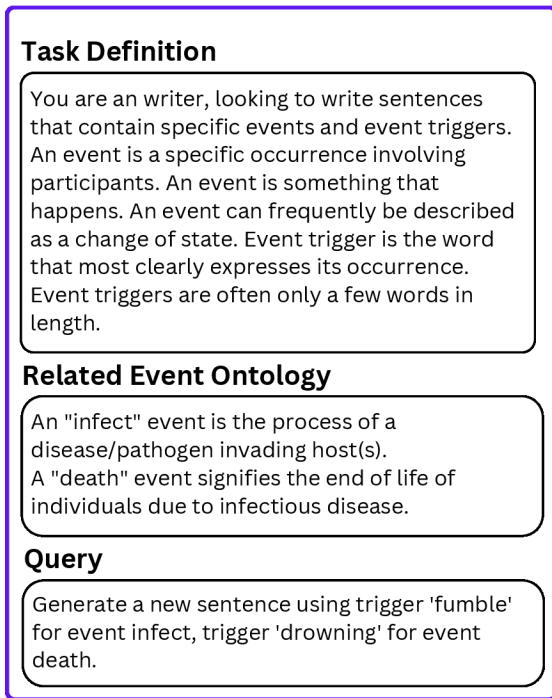 Task Definition
You are an writer, looking to write sentences
that contain specific events and event triggers.
An event is a specific occurrence involving
participants. An event is something that
happens. An event can frequently be described
as a change of state. Event trigger is the word
that most clearly expresses its occurrence.
Event triggers are often only a few words in
length.
Related Event Ontology
An "infect" event is the process of a
disease/pathogen invading host(s).
A "death" event signifies the end of life of
individuals due to infectious disease.
Query
Generate a new sentence using trigger 'fumble'
for event infect, trigger 'drowning' for event
death.